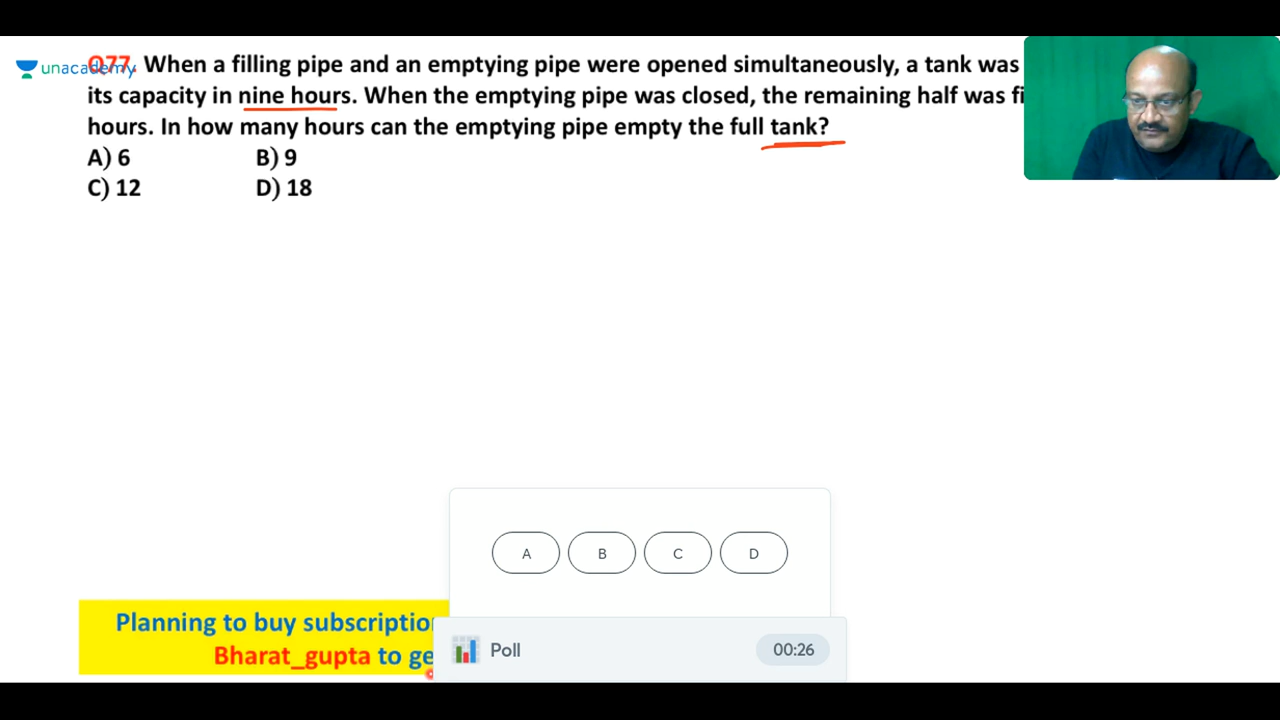 Q77. When a filling pipe and an emptying pipe were opened simultaneously, a tank was
unacademy
its capacity in nine hours. When the emptying pipe was closed, the remaining half was fi
hours. In how many hours can the emptying pipe empty the full tank?
A) 6 B) 9
C) 12 D) 18
A B C D
Planning to buy subscription
Bharat_gupta to ge
Poll 00:26